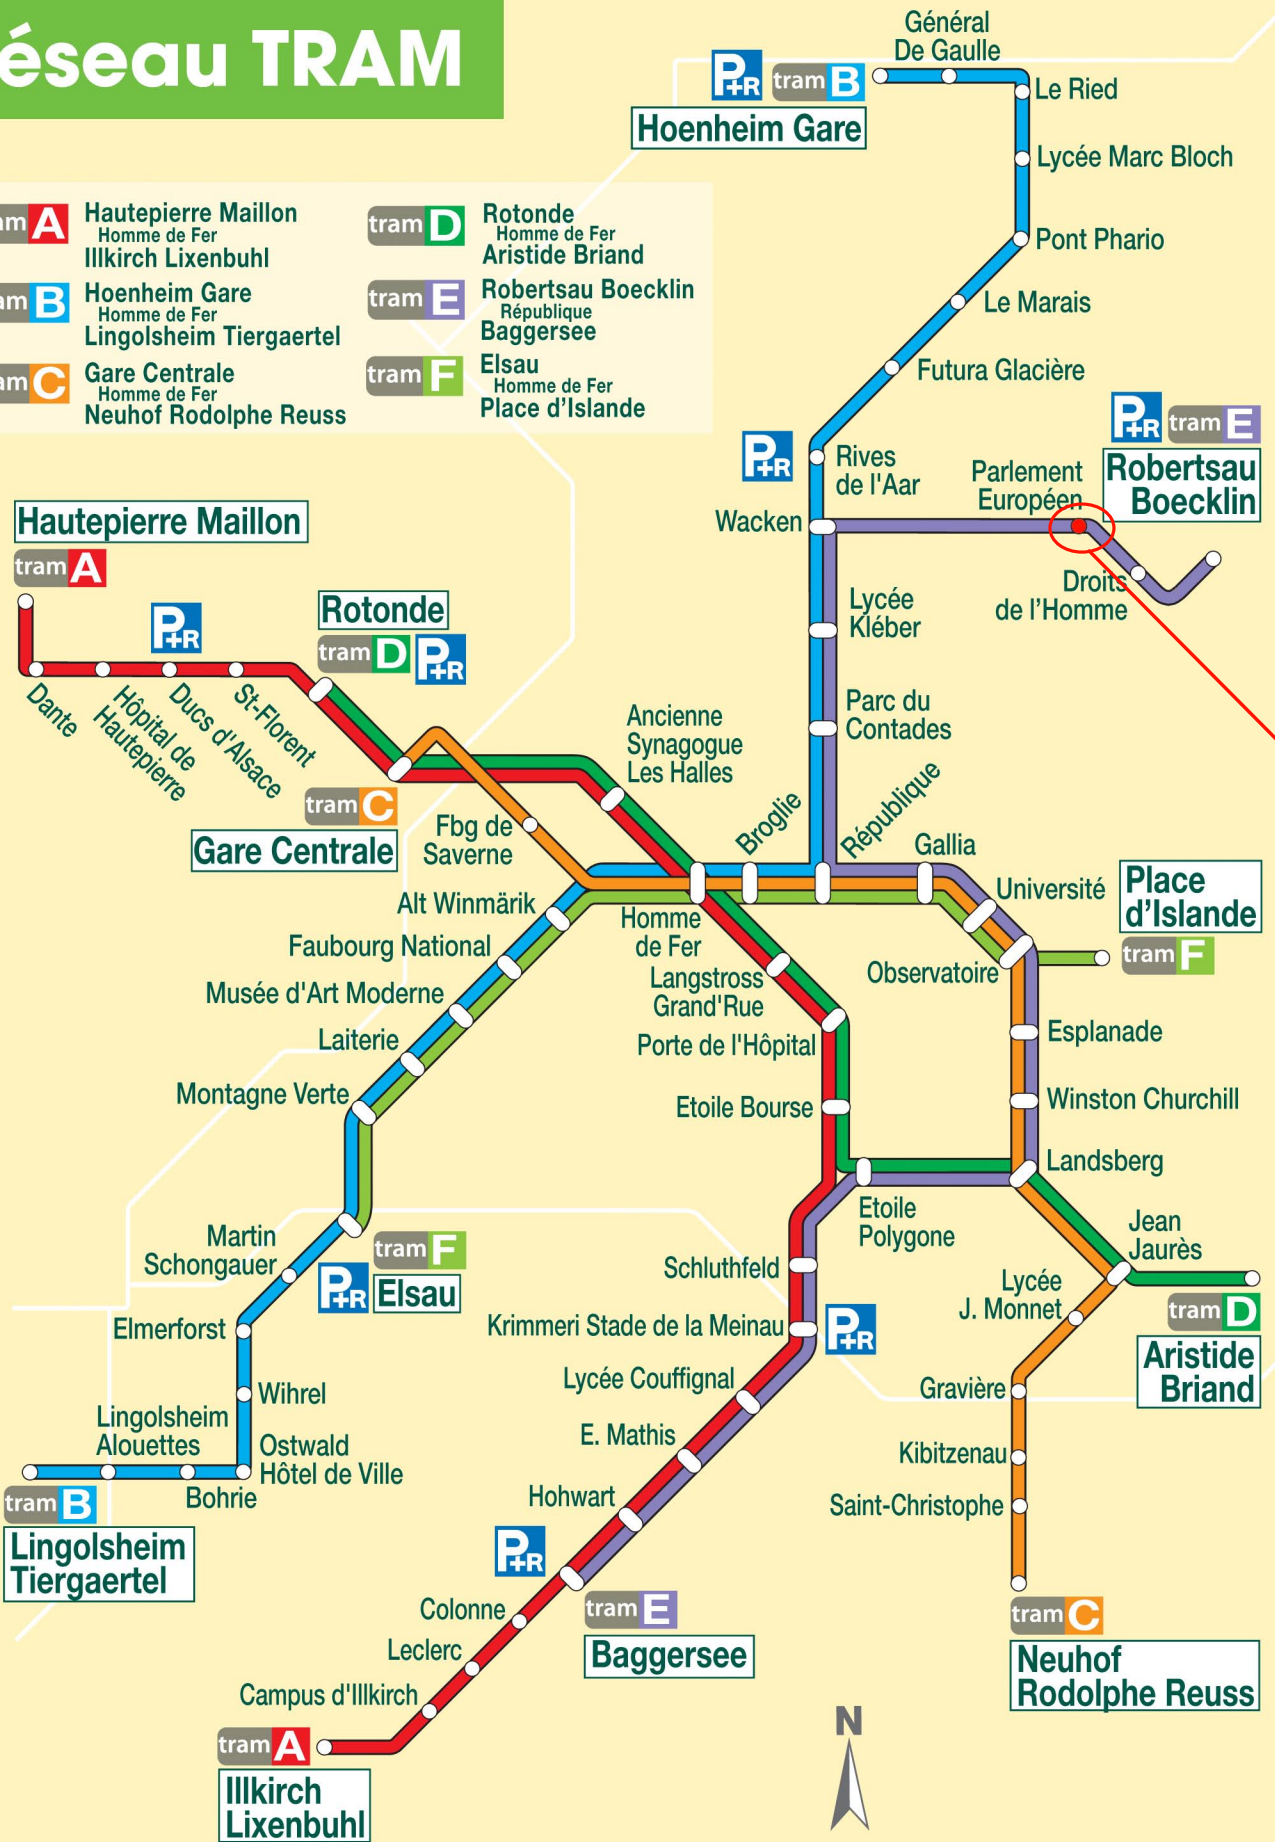 éseau TRAM
am A
Hautepierre Maillon
Homme de Fer
Illkirch Lixenbuhl
am B
Hoenheim Gare
Homme de Fer
Lingolsheim Tiergaertel
am C
Gare Centrale
Homme de Fer
Neuhof Rodolphe Reuss
tram D
Rotonde
Homme de Fer
Aristide Briand
tram E
Robertsau Boecklin
République
Baggersee
tram F
Elsau
Homme de Fer
Place d'Islande
P+R tram B
Hoenheim Gare
Général
De Gaulle
Le Ried
Lycée Marc Bloch
Pont Phario
Le Marais
Futura Glacière
P+R
Rives
de l'Aar
P+R tram E
Robertsau
Boecklin
Parlement
Européen
Wacken
Droits
de l'Homme
Lycée
Kléber
Parc du
Contades
Hautepierre Maillon
tram A
P+R
Dante
Hôpital de
Hautepierre
Ducs d'Alsace
St-Florent
Rotonde
tram D P+R
Ancienne
Synagogue
Les Halles
tram C
Gare Centrale
Fbg de
Saverne
Broglie
République
Gallia
Université
Place
d'Islande
tram F
Alt Winmärik
Faubourg National
Musée d'Art Moderne
Laiterie
Montagne Verte
Homme
de Fer
Langstross
Grand'Rue
Porte de l'Hôpital
Etoile Bourse
Observatoire
Esplanade
Winston Churchill
Landsberg
Etoile
Polygone
Jean
Jaurès
Martin
Schongauer
tram F
P+R Elsau
Elmerforst
Wihrel
Lingolsheim
Alouettes
Ostwald
Hôtel de Ville
Bohrie
tram B
Lingolsheim
Tiergaertel
Schluthfeld
Krimmeri Stade de la Meinau
P+R
Lycée Couffignal
E. Mathis
Hohwart
P+R
Lycée
J. Monnet
tram D
Aristide
Briand
Gravière
Kibitzenau
Saint-Christophe
tram C
Neuhof
Rodolphe Reuss
tram E
Baggersee
Colonne
Leclerc
Campus d'Illkirch
tram A
Illkirch
Lixenbuhl
N